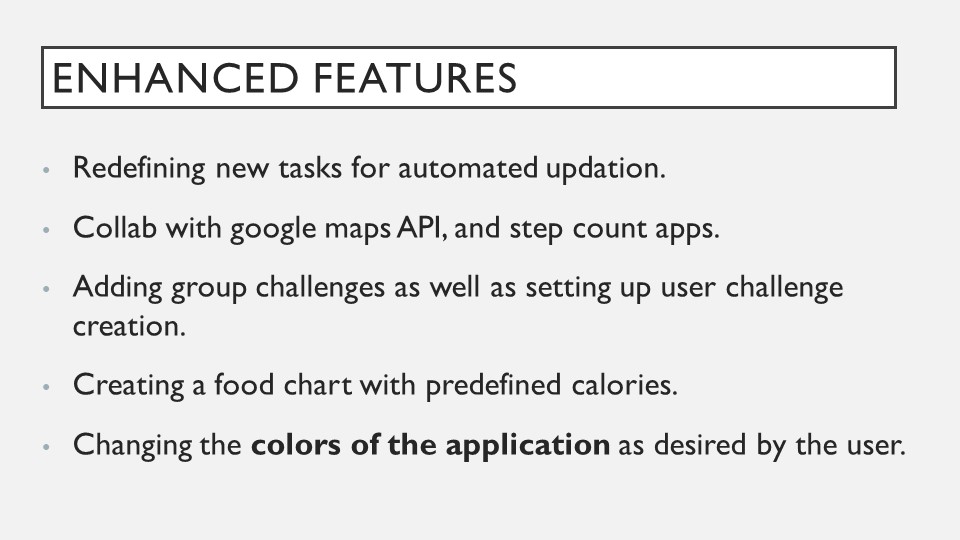 ENHANCED FEATURES
• Redefining new tasks for automated updation.
• Collab with google maps API, and step count apps.
• Adding group challenges as well as setting up user challenge
creation.
• Creating a food chart with predefined calories.
• Changing the colors of the application as desired by the user.